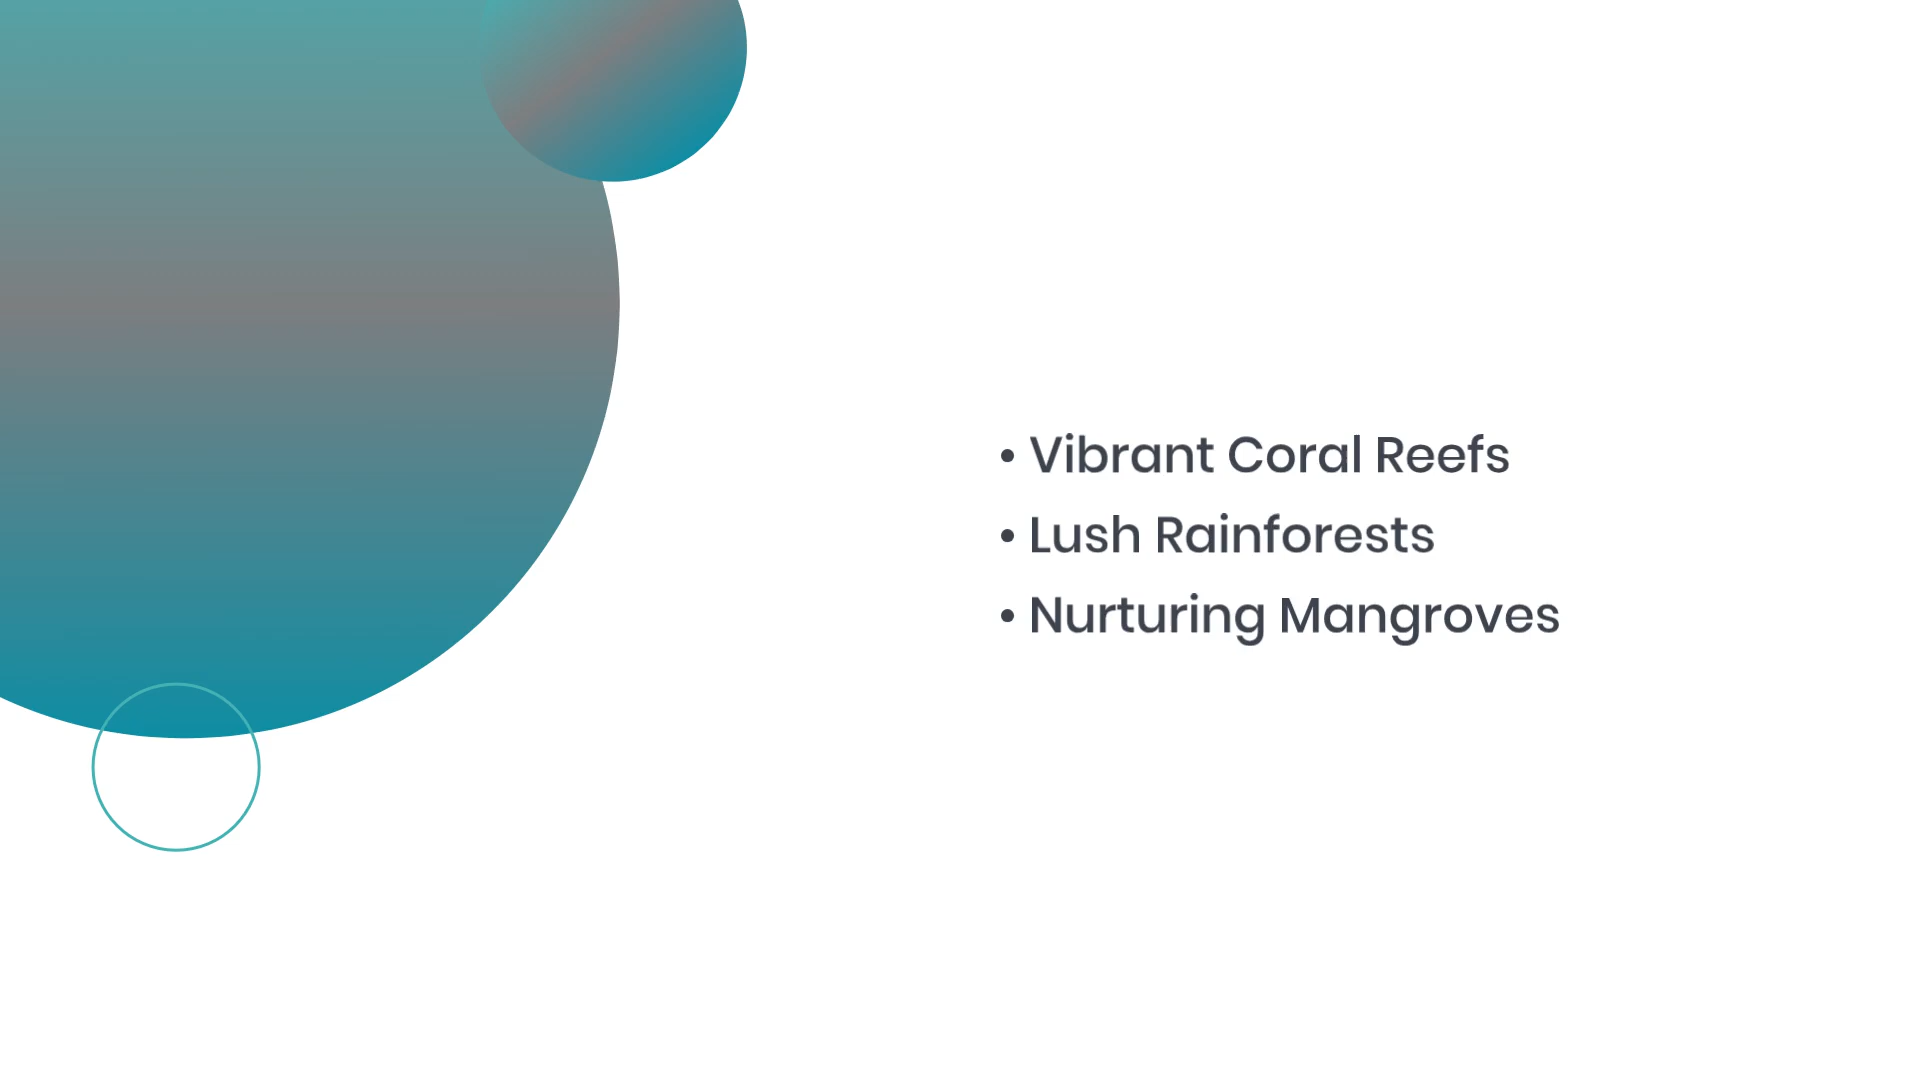 • Vibrant Coral Reefs
• Lush Rainforests
• Nurturing Mangroves